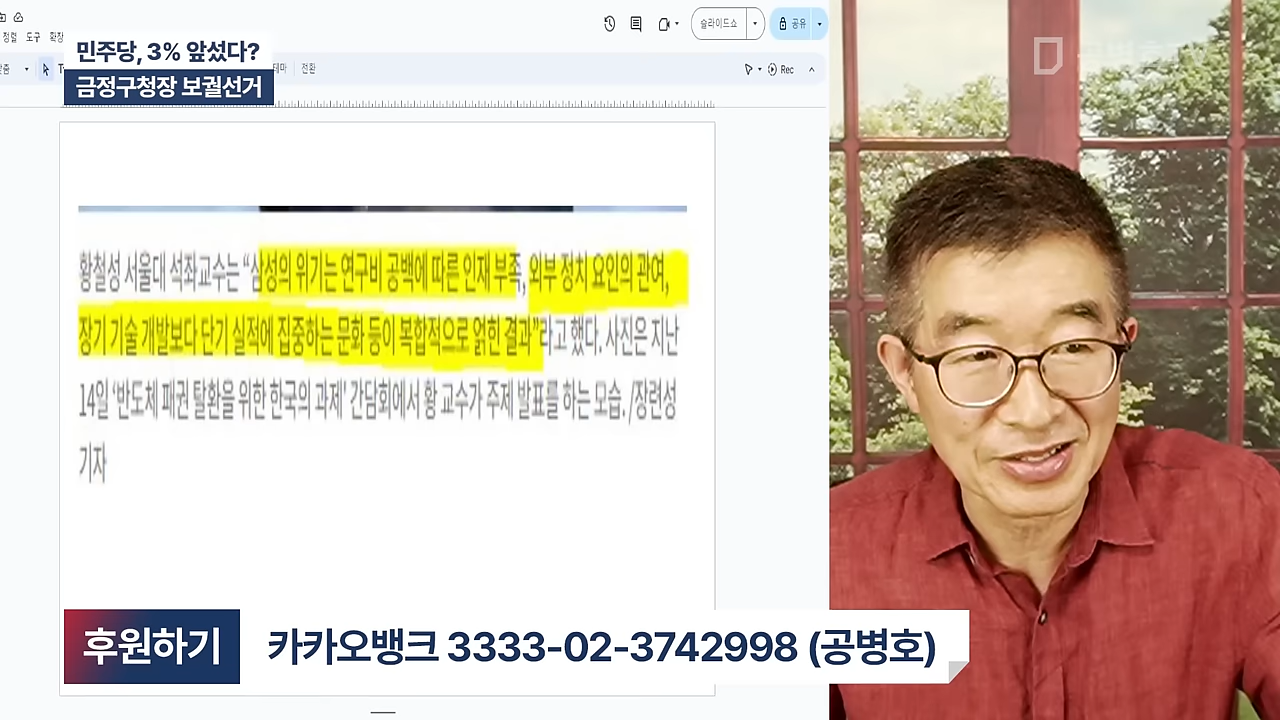 정렬 도구 확장
슬라이드쇼
공유
민주당, 3% 앞섰다?
전환
Rec
금정구청장 보궐선거
황철성 서울대 석좌교수는 “삼성의 위기는 연구비 공백에 따른 인재 부족, 외부 정치 요인의 관여,
장기 기술 개발보다 단기 실적에 집중하는 문화 등이 복합적으로 얽힌 결과”라고 했다. 사진은 지난
14일 ‘반도체 패권 탈환을 위한 한국의 과제’ 간담회에서 황 교수가 주제 발표를 하는 모습. /장련성
기자
후원하기
카카오뱅크 3333-02-3742998 (공병호)